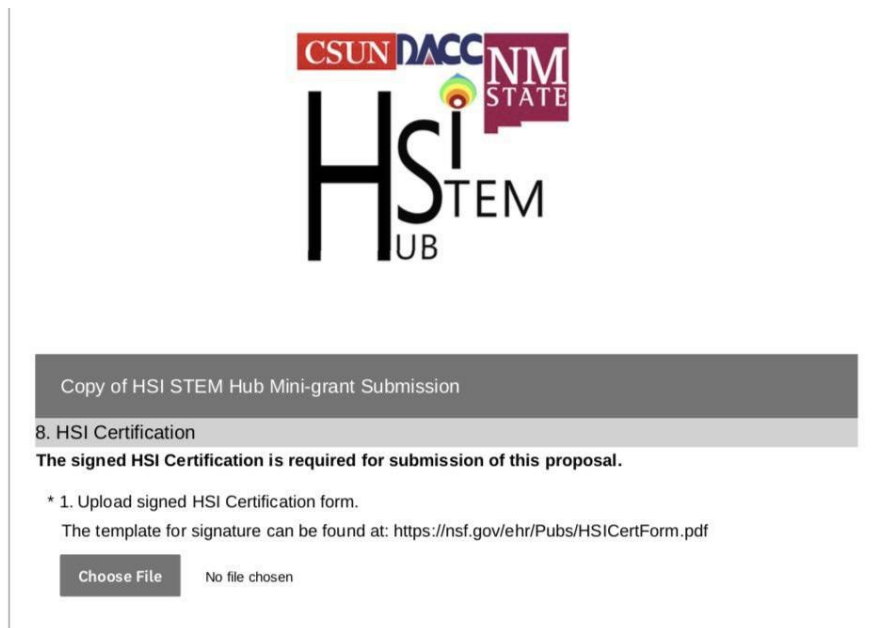 CSUN DACC NM
STATE
HSI
STEM
HUB
Copy of HSI STEM Hub Mini-grant Submission
8. HSI Certification
The signed HSI Certification is required for submission of this proposal.
* 1. Upload signed HSI Certification form.
The template for signature can be found at: https://nsf.gov/ehr/Pubs/HSICertForm.pdf
Choose File No file chosen